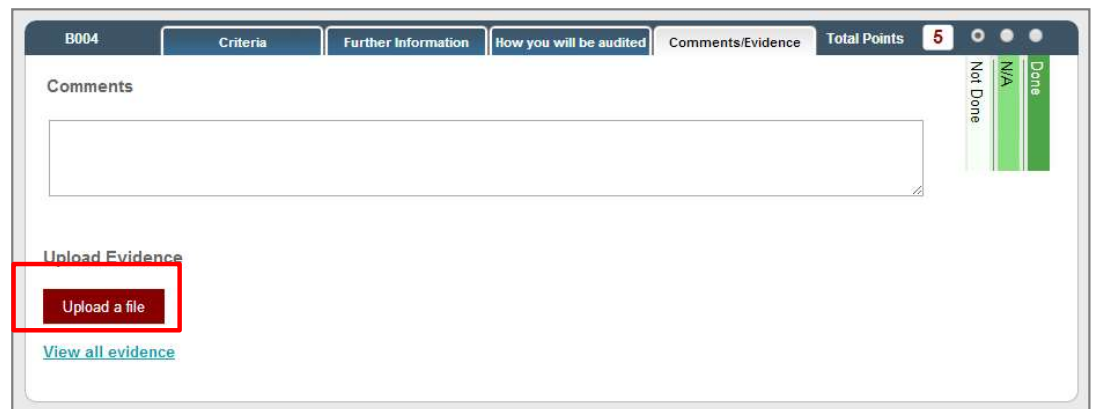 B004 Criteria Further Information How you will be audited Comments/Evidence Total Points 5
Not Done
N/A
Done
Comments
Upload Evidence
Upload a file
View all evidence